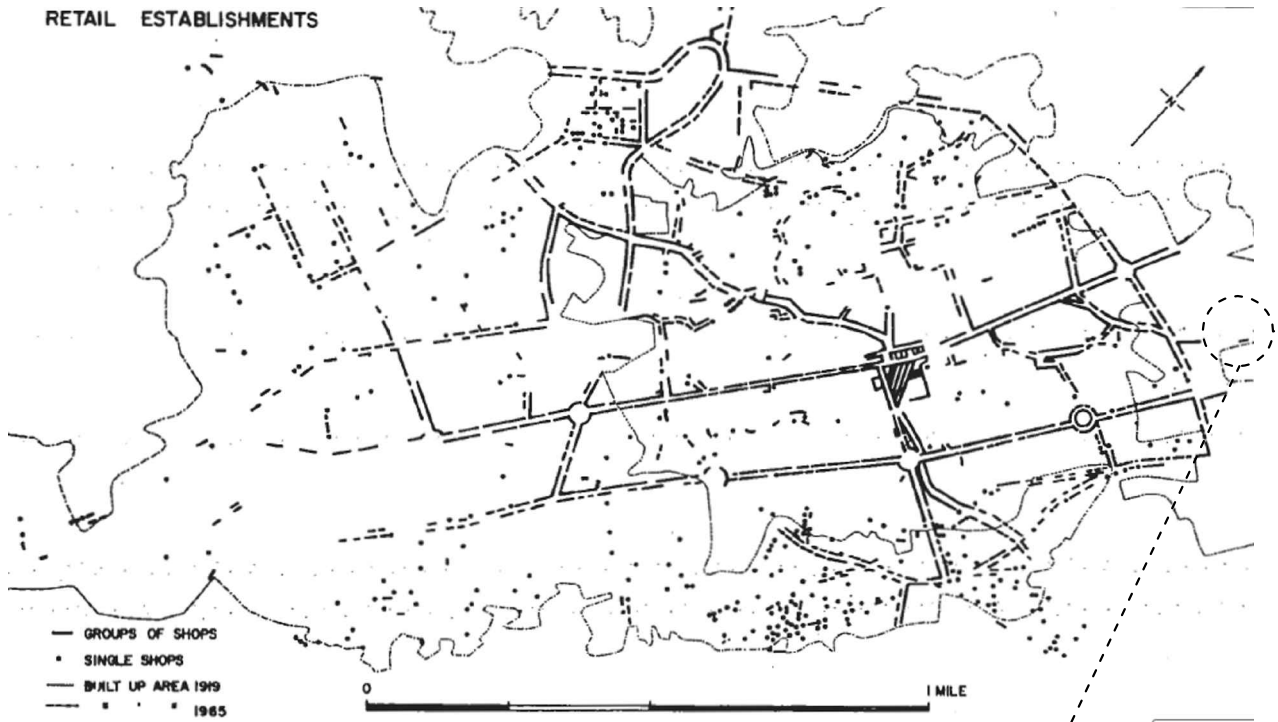 RETAIL ESTABLISHMENTS
N
GROUPS OF SHOPS
SINGLE SHOPS
BUILT UP AREA 1919
" " " 1965
0
1 MILE